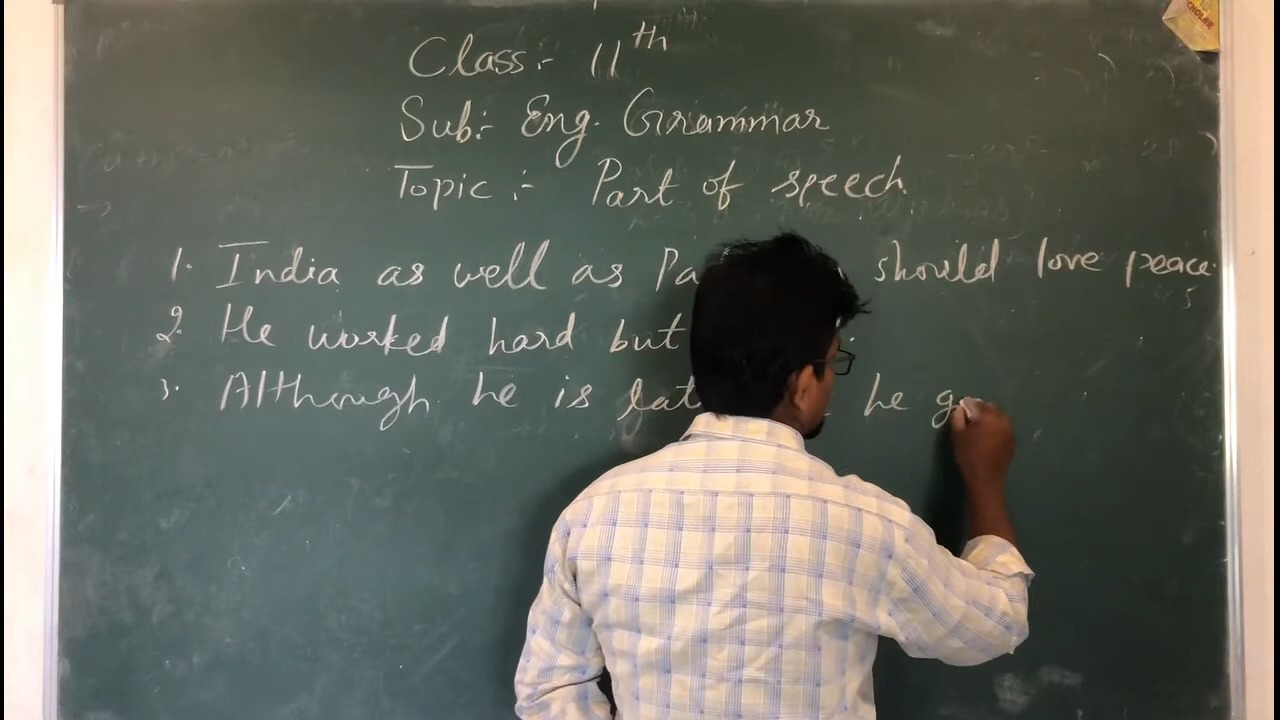 SCHOLAR
Class:- 11th
Sub:- Eng. Grammar
Topic:- Part of speech
1. India as well as Pa should love peace.
2. He worked hard but
3. Although he is he